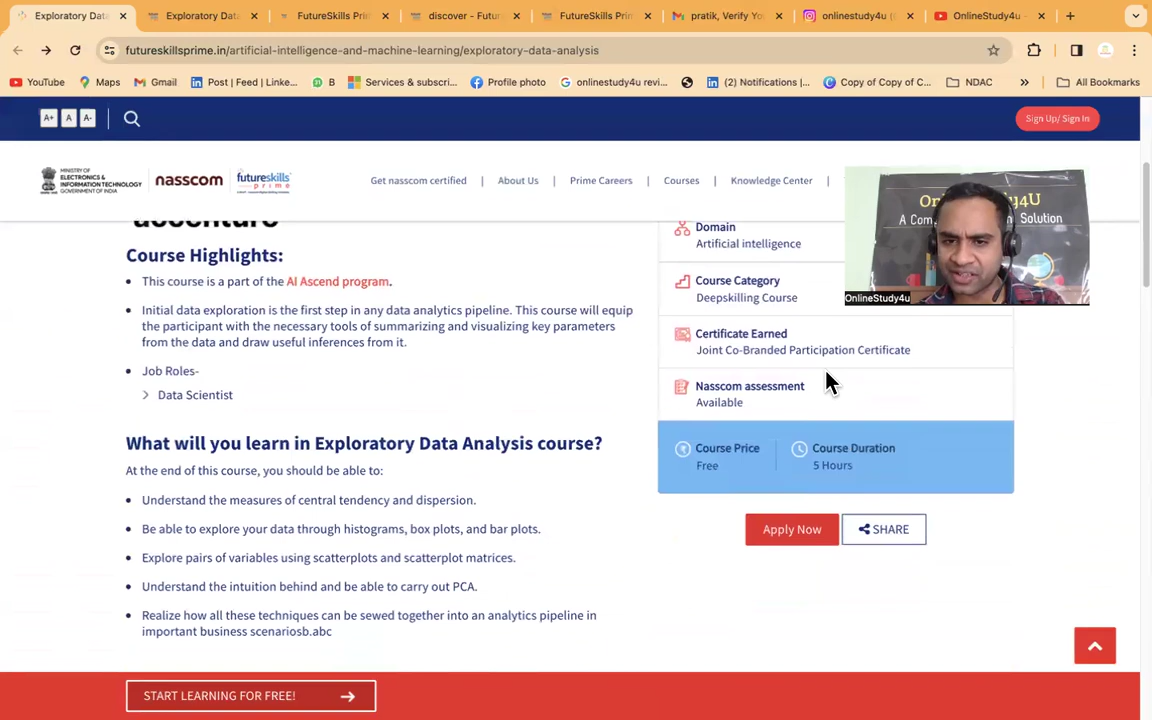 Exploratory Dat
Exploratory Dat
FutureSkills Prim
discover - Futur
FutureSkills Prim
pratik, Verify You
onlinestudy4u (
OnlineStudy4u -
futureskillsprime.in/artificial-intelligence-and-machine-learning/exploratory-data-analysis
YouTube
Maps
Gmail
Post | Feed | Linke...
B
Services & subscri...
Profile photo
onlinestudy4u revi...
(2) Notifications |...
Copy of Copy of C...
NDAC
All Bookmarks
A+
A
A-
Sign Up/ Sign In
MINISTRY OF
ELECTRONICS &
INFORMATION TECHNOLOGY
GOVERNMENT OF INDIA
nasscom
futureskills
prime
Get nasscom certified
About Us
Prime Careers
Courses
Knowledge Center
accenture
Course Highlights:
This course is a part of the AI Ascend program.
Initial data exploration is the first step in any data analytics pipeline. This course will equip
the participant with the necessary tools of summarizing and visualizing key parameters
from the data and draw useful inferences from it.
Job Roles-
Data Scientist
What will you learn in Exploratory Data Analysis course?
At the end of this course, you should be able to:
Understand the measures of central tendency and dispersion.
Be able to explore your data through histograms, box plots, and bar plots.
Explore pairs of variables using scatterplots and scatterplot matrices.
Understand the intuition behind and be able to carry out PCA.
Realize how all these techniques can be sewed together into an analytics pipeline in
important business scenariosb.abc
Domain
Artificial intelligence
Course Category
Deepskilling Course
Certificate Earned
Joint Co-Branded Participation Certificate
Nasscom assessment
Available
Course Price
Free
Course Duration
5 Hours
Apply Now
SHARE
OnlineStudy4u
START LEARNING FOR FREE!